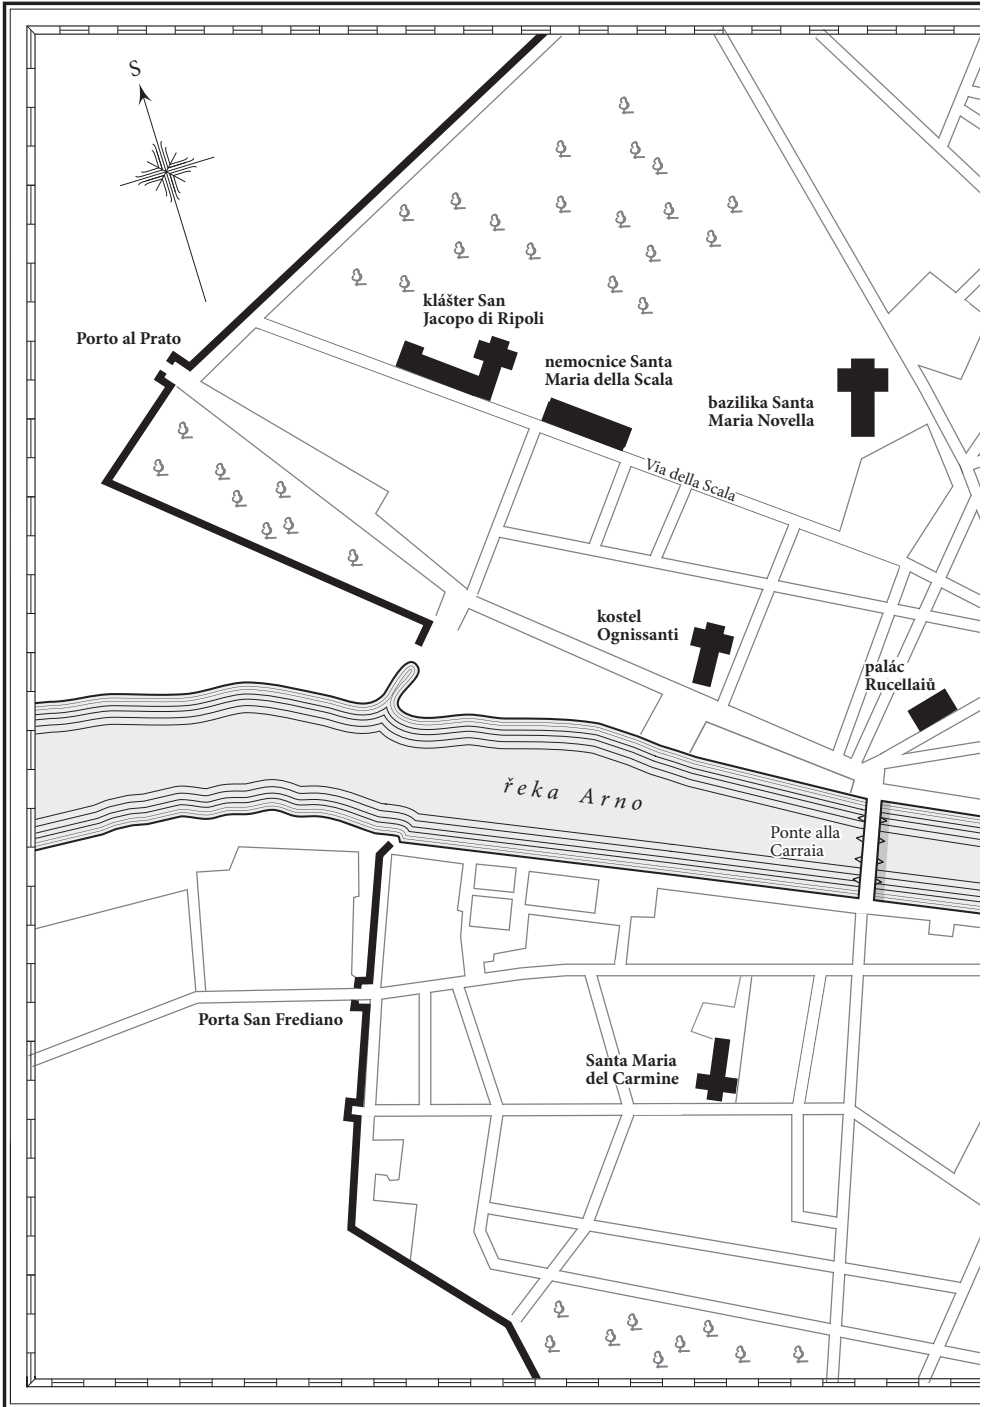 S
klášter San
Jacopo di Ripoli
Porto al Prato
nemocnice Santa
Maria della Scala
bazilika Santa
Maria Novella
Via della Scala
kostel
Ognissanti
palác
Rucellaiů
řeka Arno
Ponte alla
Carraia
Porta San Frediano
Santa Maria
del Carmine